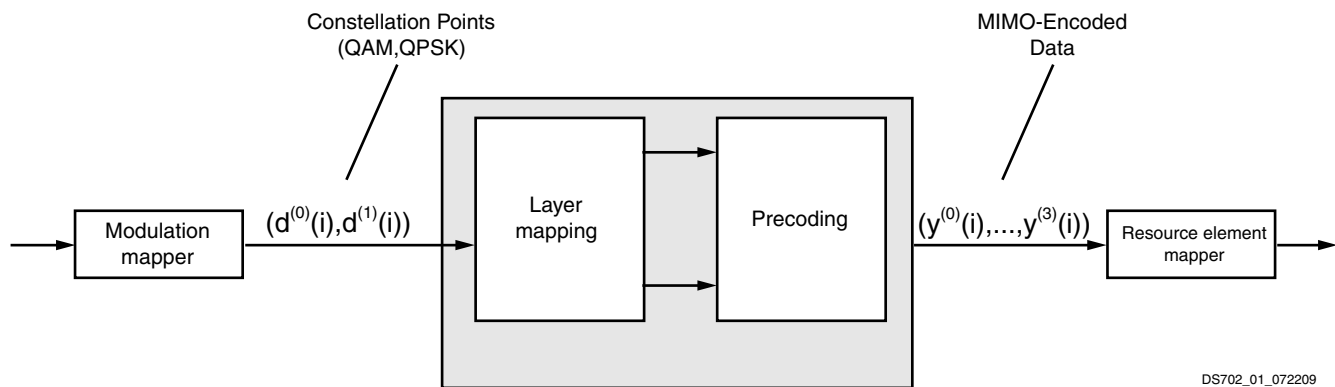 Constellation Points
(QAM,QPSK)
MIMO-Encoded
Data
Modulation
mapper
(d⁽⁰⁾(i),d⁽¹⁾(i))
Layer
mapping
Precoding
(y⁽⁰⁾(i),...,y⁽³⁾(i))
Resource element
mapper
DS702_01_072209